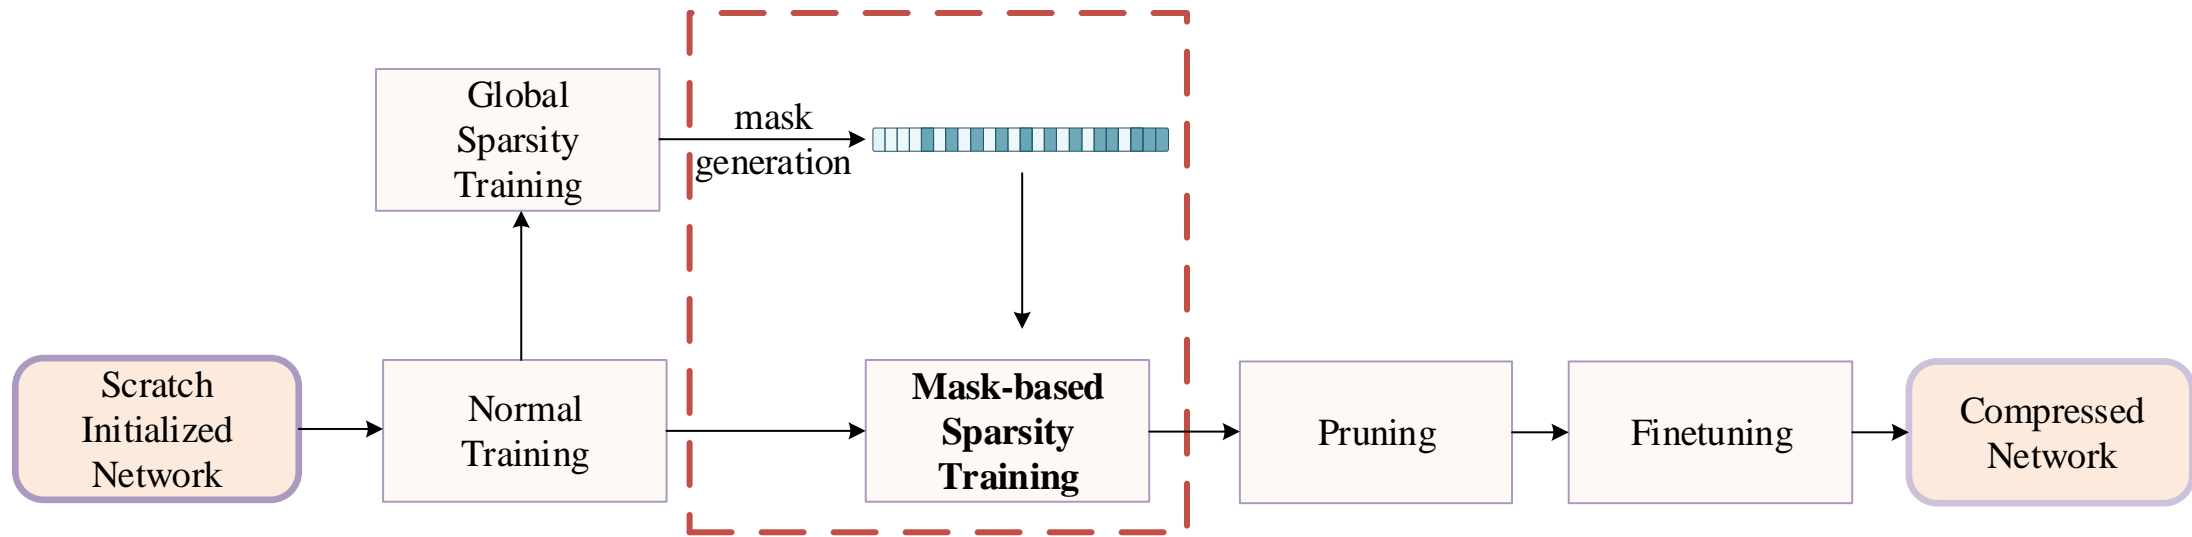 Global
Sparsity
Training
mask
generation
Scratch
Initialized
Network
Normal
Training
Mask-based
Sparsity
Training
Pruning
Finetuning
Compressed
Network